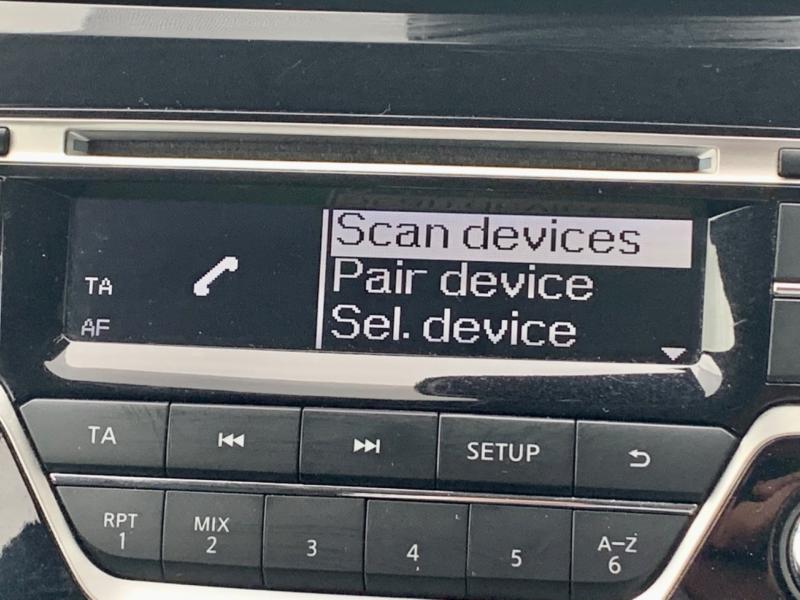 Scan devices
Pair device
TA
Sel. device
AF
TA
SETUP
RPT
1
MIX
2
3
4
5
A-Z
6